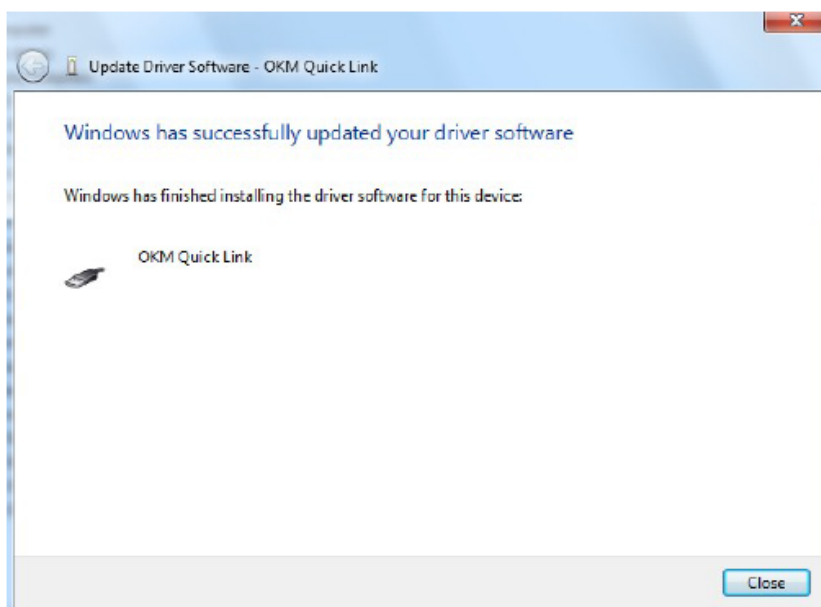 Update Driver Software - OKM Quick Link
Windows has successfully updated your driver software
Windows has finished installing the driver software for this device:
OKM Quick Link
Close